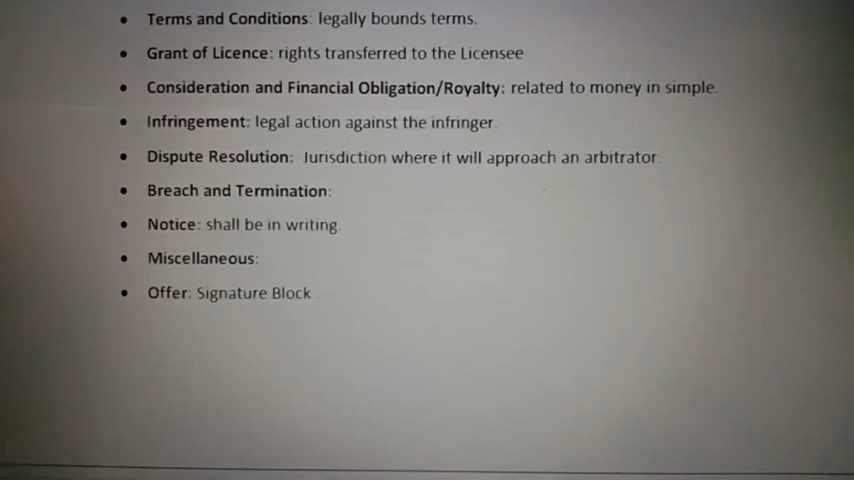 • Terms and Conditions: legally bounds terms.
• Grant of Licence: rights transferred to the Licensee
• Consideration and Financial Obligation/Royalty: related to money in simple.
• Infringement: legal action against the infringer.
• Dispute Resolution: Jurisdiction where it will approach an arbitrator.
• Breach and Termination:
• Notice: shall be in writing.
• Miscellaneous:
• Offer: Signature Block .